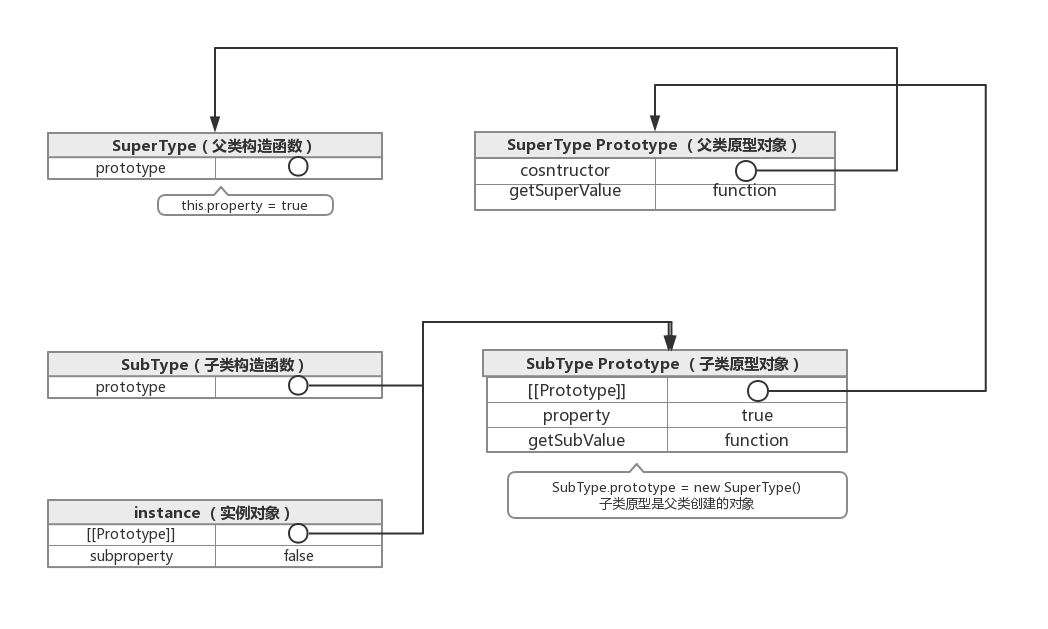 SuperType（父类构造函数）
prototype
this.property = true
SuperType Prototype （父类原型对象）
cosntructor
getSuperValue function
SubType（子类构造函数）
prototype
SubType Prototype （子类原型对象）
[[Prototype]]
property true
getSubValue function
SubType.prototype = new SuperType()
子类原型是父类创建的对象
instance （实例对象）
[[Prototype]]
subproperty false